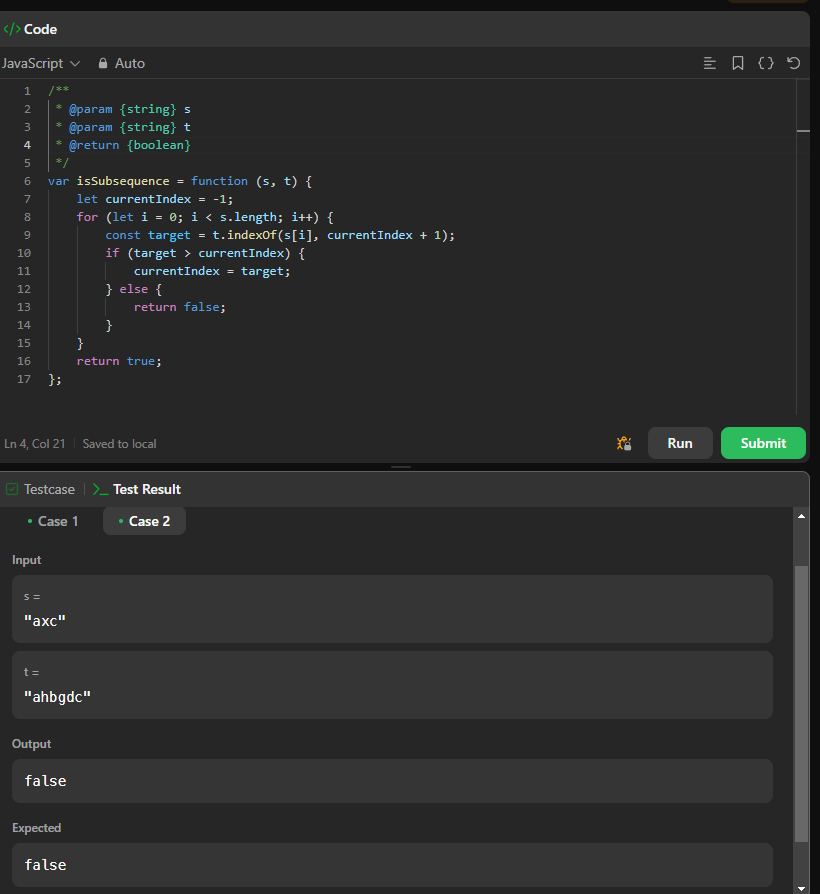 </> Code
JavaScript Auto
1 /**
2  * @param {string} s
3  * @param {string} t
4  * @return {boolean}
5  */
6 var isSubsequence = function (s, t) {
7     let currentIndex = -1;
8     for (let i = 0; i < s.length; i++) {
9         const target = t.indexOf(s[i], currentIndex + 1);
10         if (target > currentIndex) {
11             currentIndex = target;
12         } else {
13             return false;
14         }
15     }
16     return true;
17 };
Ln 4, Col 21 Saved to local Run Submit
Testcase >_ Test Result
• Case 1 • Case 2
Input
s =
"axc"
t =
"ahbgdc"
Output
false
Expected
false